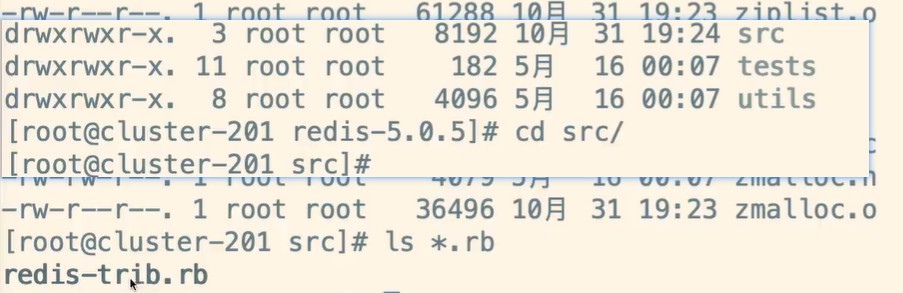 -rw-r--r--. 1 root root 61288 10月 31 19:23 ziplist.o
drwxrwxr-x. 3 root root 8192 10月 31 19:24 src
drwxrwxr-x. 11 root root 182 5月 16 00:07 tests
drwxrwxr-x. 8 root root 4096 5月 16 00:07 utils
[root@cluster-201 redis-5.0.5]# cd src/
[root@cluster-201 src]#
-rw-rw-r--. 1 root root 4079 5月 16 00:07 zmalloc.h
-rw-r--r--. 1 root root 36496 10月 31 19:23 zmalloc.o
[root@cluster-201 src]# ls *.rb
redis-trib.rb